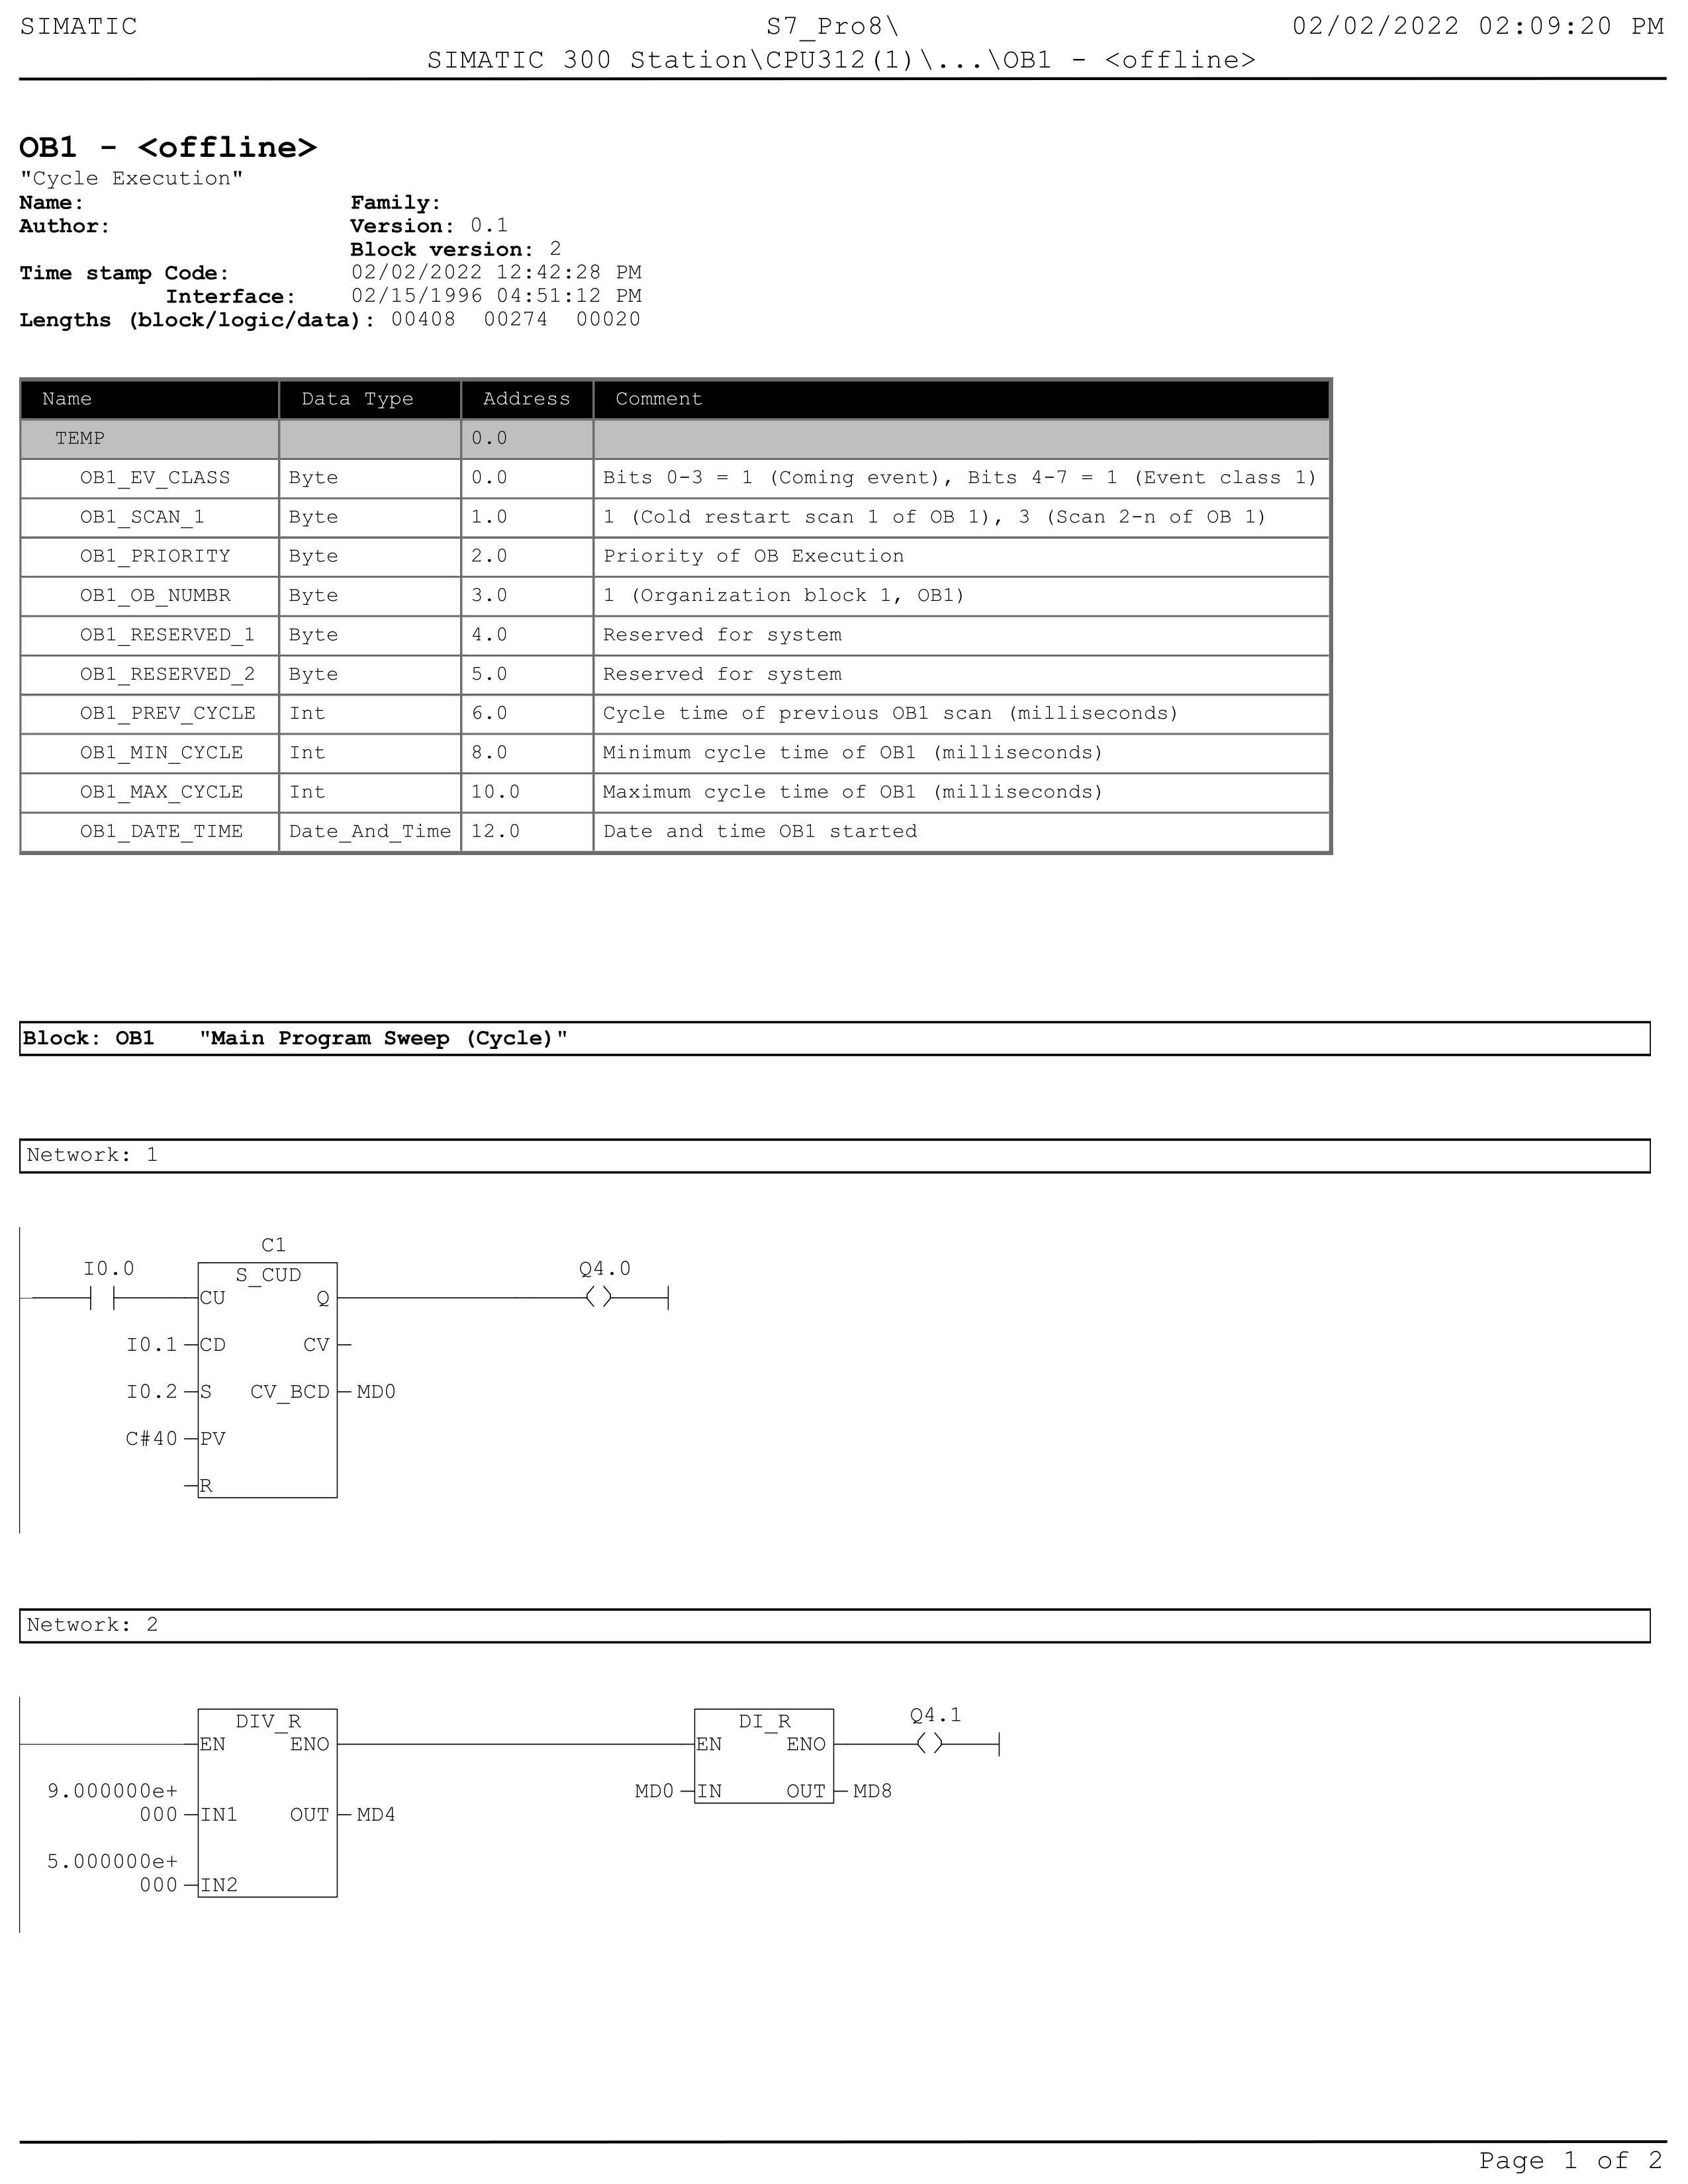 SIMATIC S7_Pro8\ 02/02/2022 02:09:20 PM
SIMATIC 300 Station\CPU312(1)\...\OB1 - <offline>
OB1 - <offline>
"Cycle Execution"
Name: Family:
Author: Version: 0.1
Block version: 2
Time stamp Code: 02/02/2022 12:42:28 PM
Interface: 02/15/1996 04:51:12 PM
Lengths (block/logic/data): 00408 00274 00020
Name Data Type Address Comment
TEMP 0.0
OB1_EV_CLASS Byte 0.0 Bits 0-3 = 1 (Coming event), Bits 4-7 = 1 (Event class 1)
OB1_SCAN_1 Byte 1.0 1 (Cold restart scan 1 of OB 1), 3 (Scan 2-n of OB 1)
OB1_PRIORITY Byte 2.0 Priority of OB Execution
OB1_OB_NUMBR Byte 3.0 1 (Organization block 1, OB1)
OB1_RESERVED_1 Byte 4.0 Reserved for system
OB1_RESERVED_2 Byte 5.0 Reserved for system
OB1_PREV_CYCLE Int 6.0 Cycle time of previous OB1 scan (milliseconds)
OB1_MIN_CYCLE Int 8.0 Minimum cycle time of OB1 (milliseconds)
OB1_MAX_CYCLE Int 10.0 Maximum cycle time of OB1 (milliseconds)
OB1_DATE_TIME Date_And_Time 12.0 Date and time OB1 started
Block: OB1 "Main Program Sweep (Cycle)"
Network: 1
C1
I0.0 S_CUD Q4.0
CU Q
I0.1 CD CV
I0.2 S CV_BCD MD0
C#40 PV
R
Network: 2
DIV_R DI_R Q4.1
EN ENO EN ENO
9.000000e+ MD0 IN OUT MD8
000 IN1 OUT MD4
5.000000e+
000 IN2
Page 1 of 2